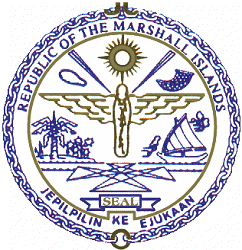 REPUBLIC OF THE MARSHALL ISLANDS
SEAL
JEPILPILIN KE EJUKAAN